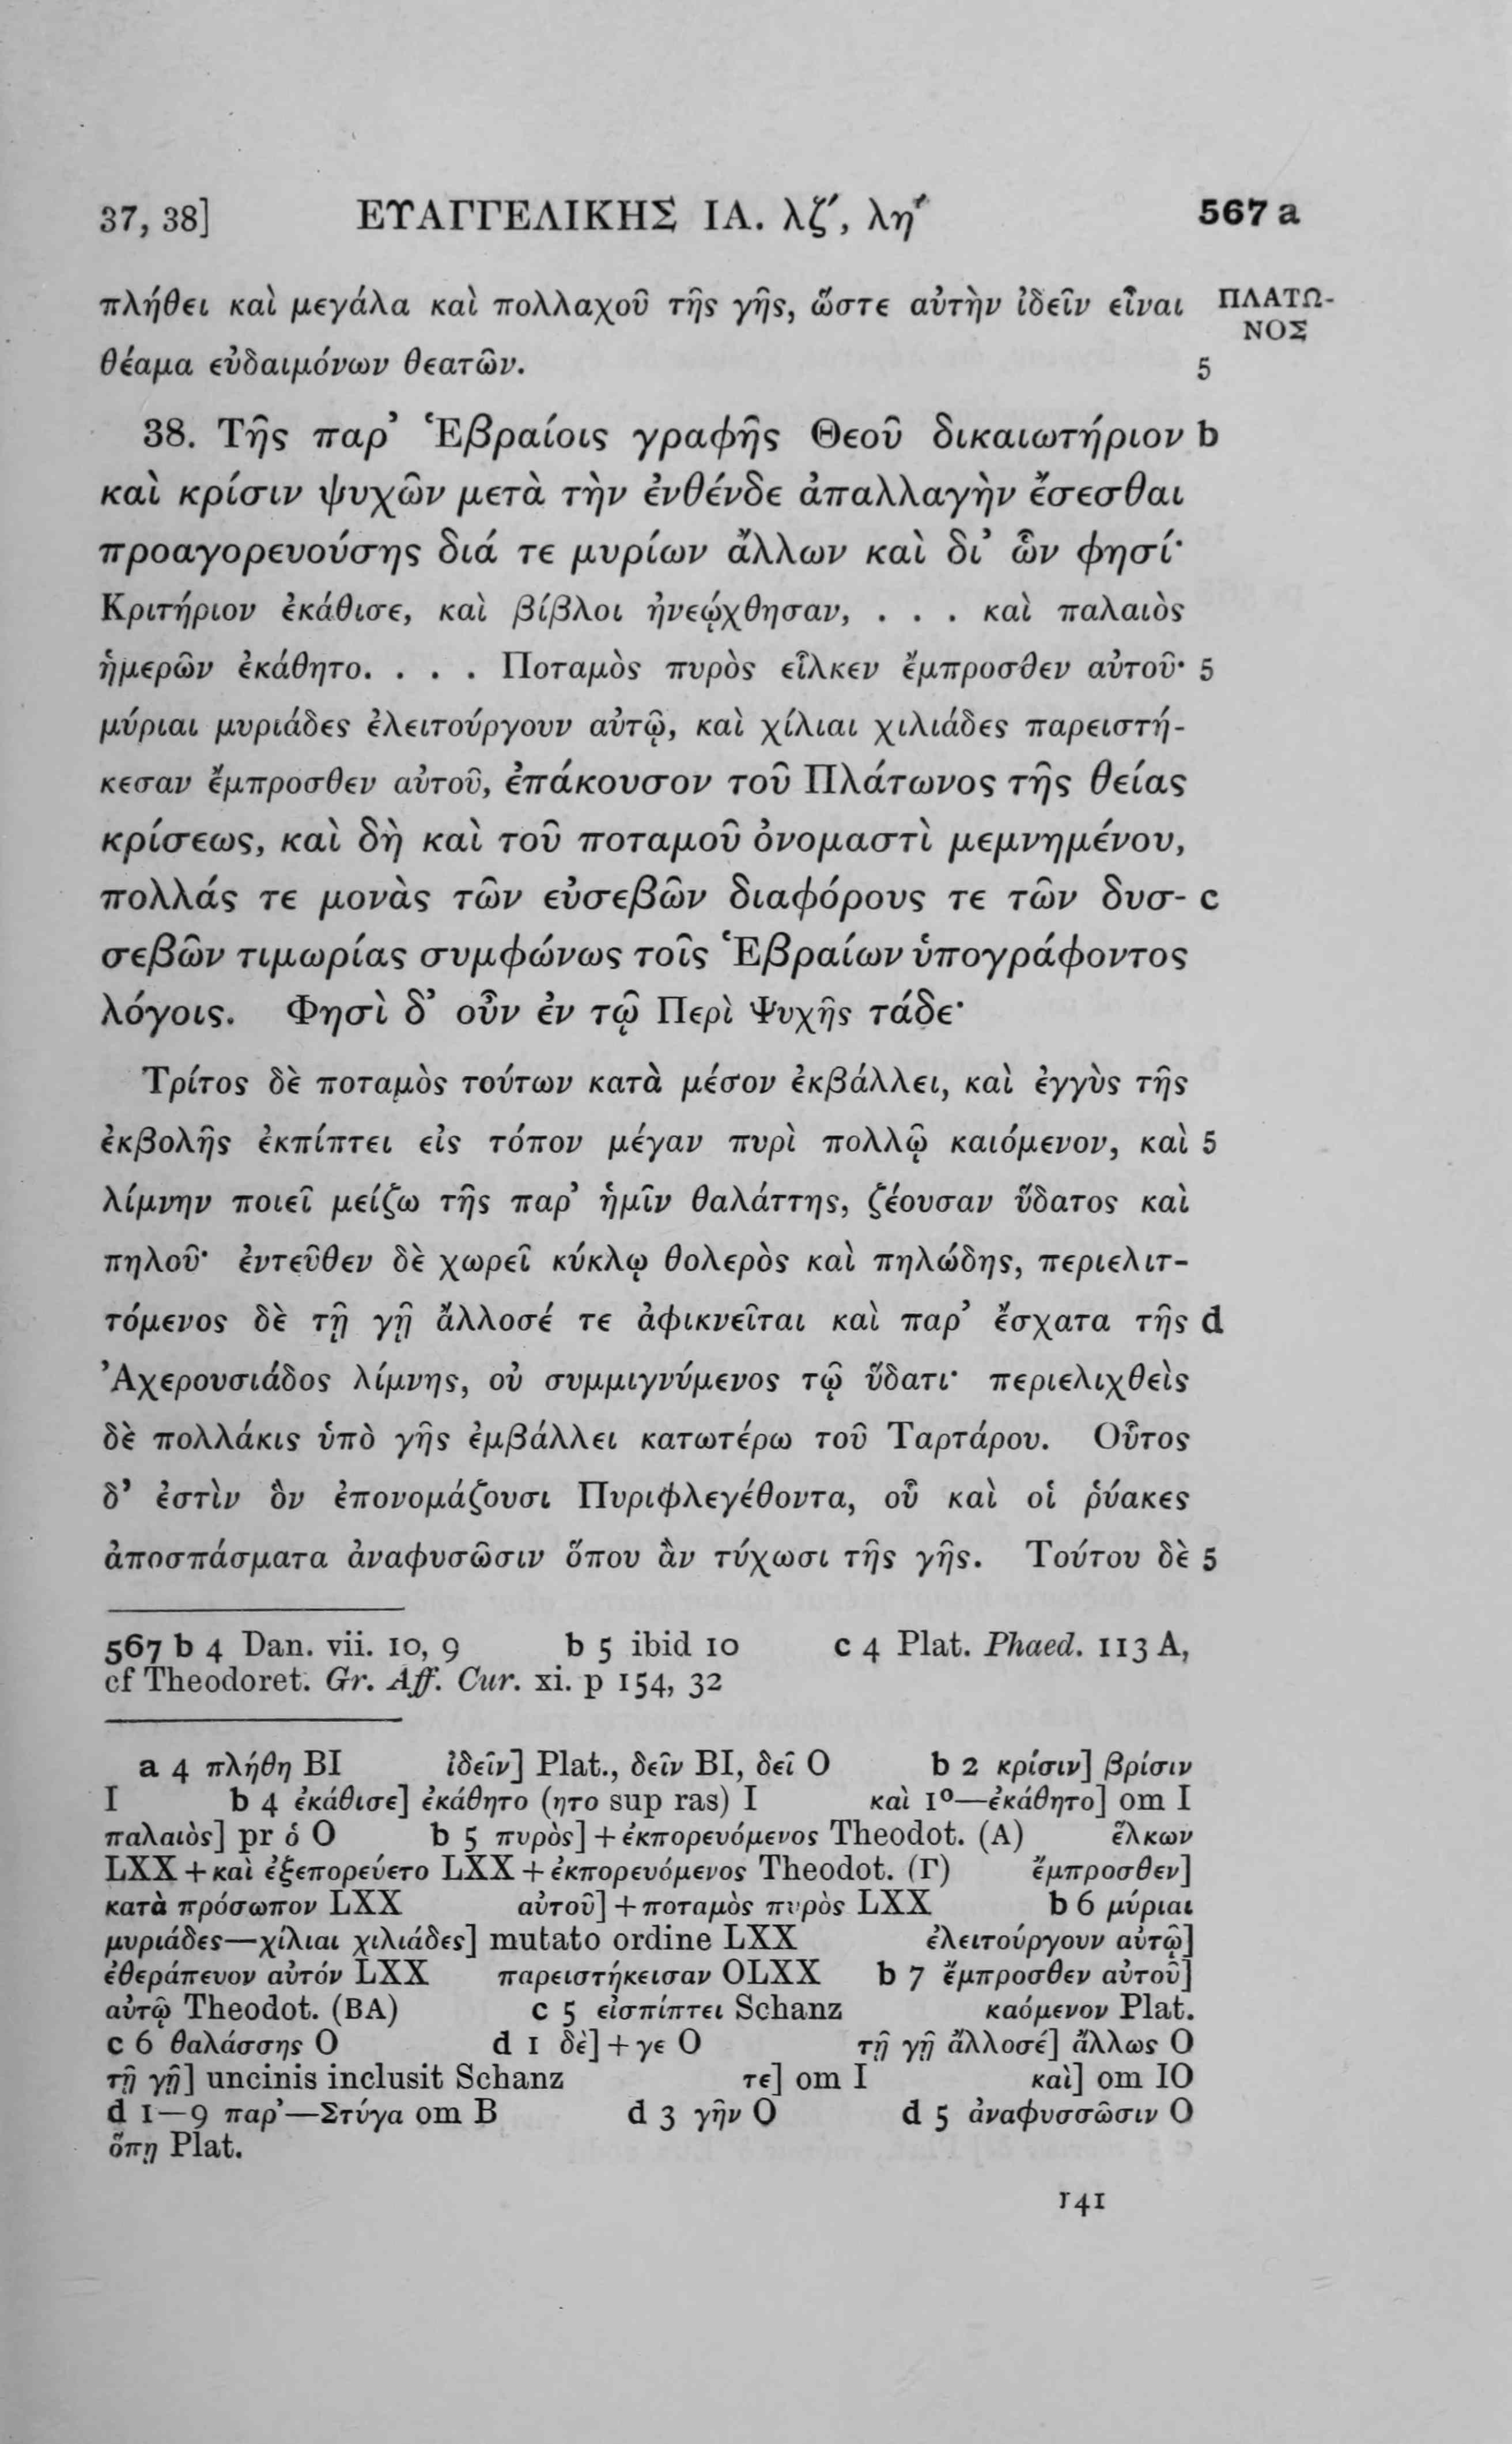 37, 38] ΕΥΑΓΓΕΛΙΚΗΣ ΙΑ. λζ´, λη´ 567 a
πλήθει καὶ μεγάλα καὶ πολλαχοῦ τῆς γῆς, ὥστε αὐτὴν ἰδεῖν εἶναι ΠΛΑΤΩ-
ΝΟΣ
θέαμα εὐδαιμόνων θεατῶν. 5
38. Τῆς παρ’ Ἑβραίοις γραφῆς Θεοῦ δικαιωτήριον b
καὶ κρίσιν ψυχῶν μετὰ τὴν ἐνθένδε ἀπαλλαγὴν ἔσεσθαι
προαγορευούσης διά τε μυρίων ἄλλων καὶ δι’ ὧν φησί·
Κριτήριον ἐκάθισε, καὶ βίβλοι ἠνεῴχθησαν, . . . καὶ παλαιὸς
ἡμερῶν ἐκάθητο. . . . Ποταμὸς πυρὸς εἷλκεν ἔμπροσθεν αὐτοῦ· 5
μύριαι μυριάδες ἐλειτούργουν αὐτῷ, καὶ χίλιαι χιλιάδες παρειστή-
κεσαν ἔμπροσθεν αὐτοῦ, ἐπάκουσον τοῦ Πλάτωνος τῆς θείας
κρίσεως, καὶ δὴ καὶ τοῦ ποταμοῦ ὀνομαστὶ μεμνημένου,
πολλάς τε μονὰς τῶν εὐσεβῶν διαφόρους τε τῶν δυσ- c
σεβῶν τιμωρίας συμφώνως τοῖς Ἑβραίων ὑπογράφοντος
λόγοις. Φησὶ δ’ οὖν ἐν τῷ Περὶ Ψυχῆς τάδε·
Τρίτος δὲ ποταμὸς τούτων κατὰ μέσον ἐκβάλλει, καὶ ἐγγὺς τῆς
ἐκβολῆς ἐκπίπτει εἰς τόπον μέγαν πυρὶ πολλῷ καιόμενον, καὶ 5
λίμνην ποιεῖ μείζω τῆς παρ’ ἡμῖν θαλάττης, ζέουσαν ὕδατος καὶ
πηλοῦ· ἐντεῦθεν δὲ χωρεῖ κύκλῳ θολερὸς καὶ πηλώδης, περιελιτ-
τόμενος δὲ τῇ γῇ ἄλλοσέ τε ἀφικνεῖται καὶ παρ’ ἔσχατα τῆς d
Ἀχερουσιάδος λίμνης, οὐ συμμιγνύμενος τῷ ὕδατι· περιελιχθεὶς
δὲ πολλάκις ὑπὸ γῆς ἐμβάλλει κατωτέρω τοῦ Ταρτάρου. Οὗτος
δ’ ἐστὶν ὃν ἐπονομάζουσι Πυριφλεγέθοντα, οὗ καὶ οἱ ῥύακες
ἀποσπάσματα ἀναφυσῶσιν ὅπου ἂν τύχωσι τῆς γῆς. Τούτου δὲ 5
567 b 4 Dan. vii. 10, 9 b 5 ibid 10 c 4 Plat. Phaed. 113 A,
cf Theodoret. Gr. Aff. Cur. xi. p 154, 32
a 4 πλήθη BI ἰδεῖν] Plat., δεῖν BI, δεῖ O b 2 κρίσιν] βρίσιν
I b 4 ἐκάθισε] ἐκάθητο (ητο sup ras) I καὶ 1º—ἐκάθητο] om I
παλαιὸς] pr ὁ O b 5 πυρὸς] + ἐκπορευόμενος Theodot. (A) ἕλκων
LXX + καὶ ἐξεπορεύετο LXX + ἐκπορευόμενος Theodot. (Γ) ἔμπροσθεν]
κατὰ πρόσωπον LXX αὐτοῦ] + ποταμὸς πυρὸς LXX b 6 μύριαι
μυριάδες—χίλιαι χιλιάδες] mutato ordine LXX ἐλειτούργουν αὐτῷ]
ἐθεράπευον αὐτόν LXX παρειστήκεισαν OLXX b 7 ἔμπροσθεν αὐτοῦ]
αὐτῷ Theodot. (BA) c 5 εἰσπίπτει Schanz καόμενον Plat.
c 6 θαλάσσης O d 1 δὲ] + γε O τῇ γῇ ἄλλοσέ] ἄλλως O
τῇ γῇ] uncinis inclusit Schanz τε] om I καὶ] om IO
d 1—9 παρ’—Στύγα om B d 3 γῆν O d 5 ἀναφυσσῶσιν O
ὅπῃ Plat.
141